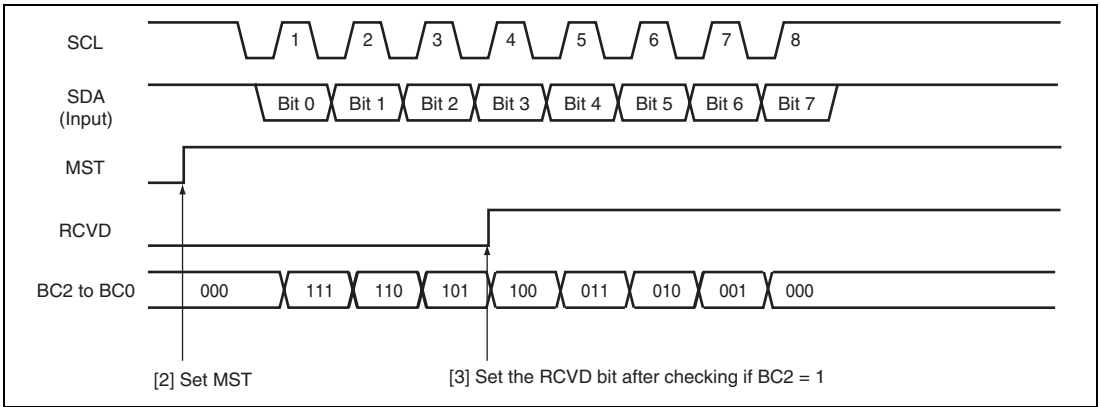 SCL 1 2 3 4 5 6 7 8
SDA
(Input) Bit 0 Bit 1 Bit 2 Bit 3 Bit 4 Bit 5 Bit 6 Bit 7
MST
RCVD
BC2 to BC0 000 111 110 101 100 011 010 001 000
[2] Set MST [3] Set the RCVD bit after checking if BC2 = 1